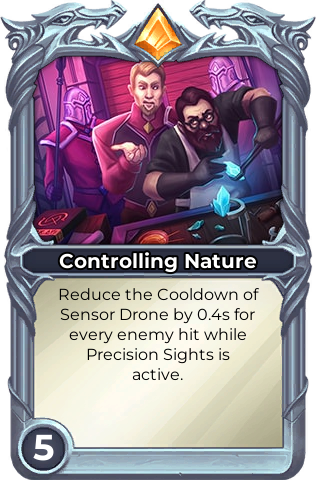 Controlling Nature
Reduce the Cooldown of
Sensor Drone by 0.4s for
every enemy hit while
Precision Sights is
active.
5